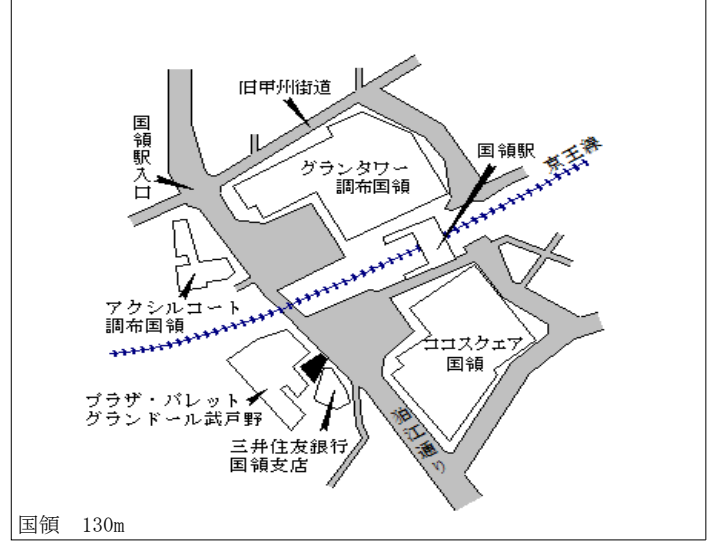 旧甲州街道
国領駅入口
国領駅
京王線
グランタワー
調布国領
アクシルコート
調布国領
ココスクェア
国領
プラザ・パレット
グランドール武戸野
三井住友銀行
国領支店
狛江通り
国領　130m